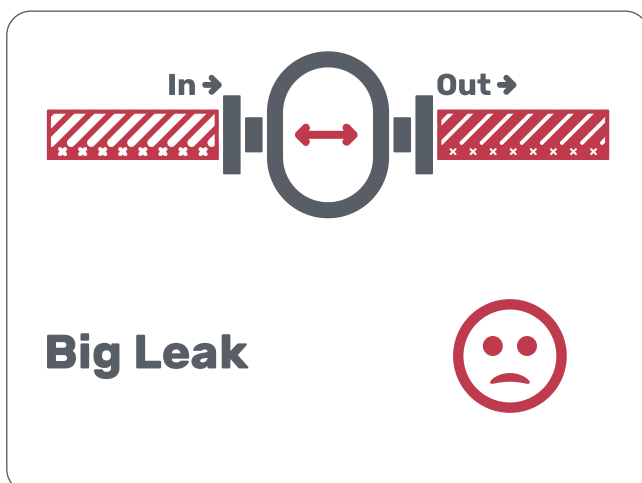 In →
Out →
Big Leak